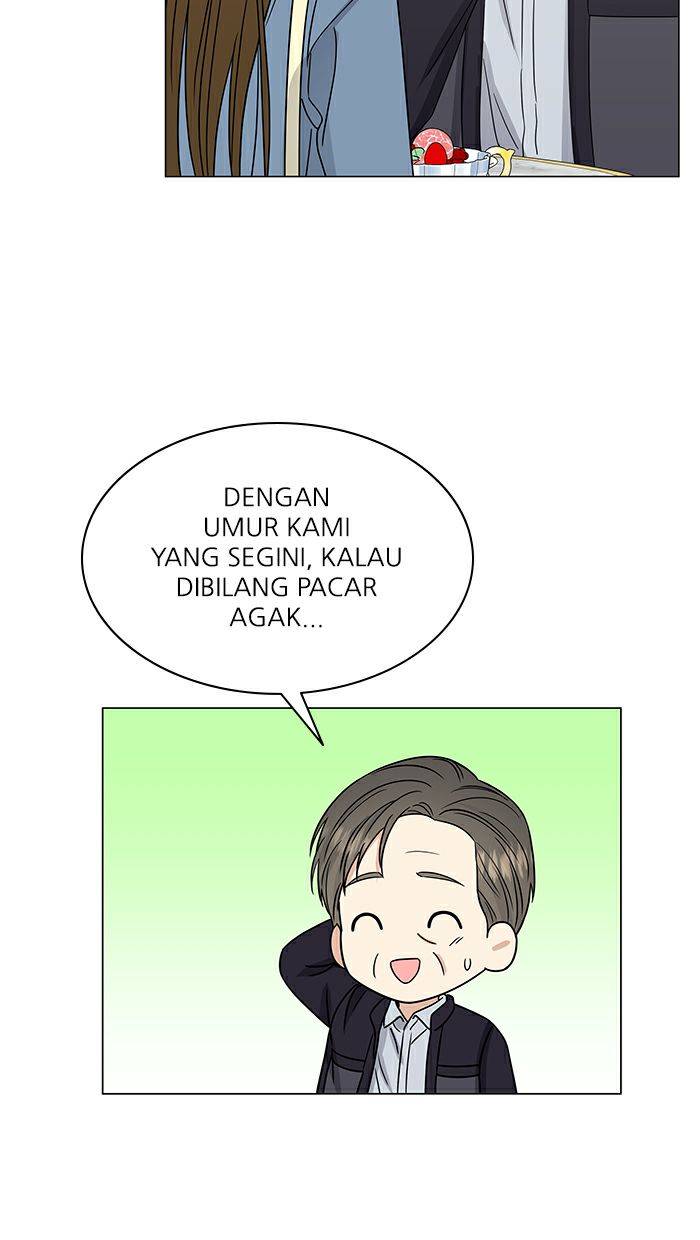 DENGAN
UMUR KAMI
YANG SEGINI, KALAU
DIBILANG PACAR
AGAK...